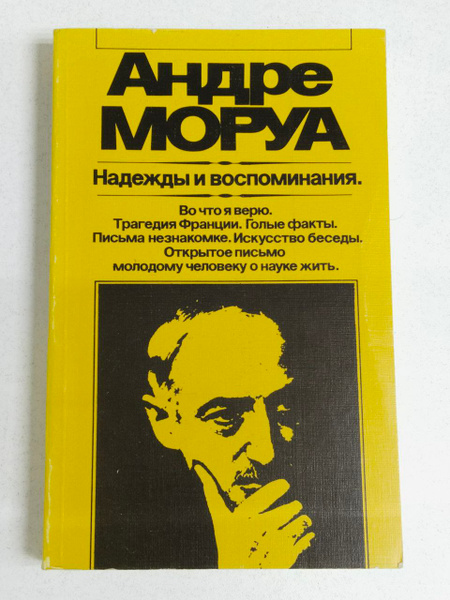 Андре
МОРУА
Надежды и воспоминания.
Во что я верю.
Трагедия Франции. Голые факты.
Письма незнакомке. Искусство беседы.
Открытое письмо
молодому человеку о науке жить.